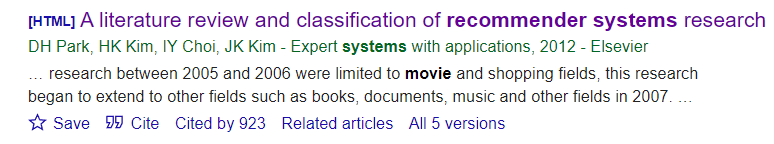 [HTML] A literature review and classification of recommender systems research
DH Park, HK Kim, IY Choi, JK Kim - Expert systems with applications, 2012 - Elsevier
… research between 2005 and 2006 were limited to movie and shopping fields, this research
began to extend to other fields such as books, documents, music and other fields in 2007. …
Save Cite Cited by 923 Related articles All 5 versions